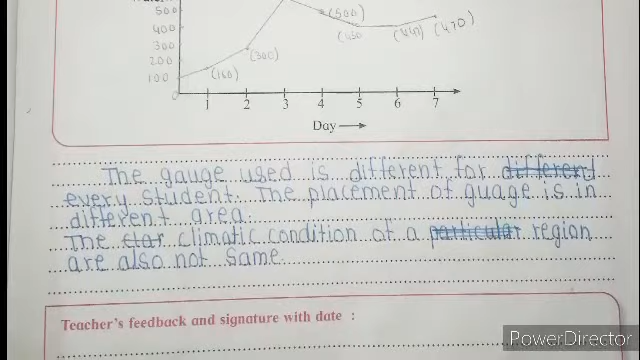 500
400
300
200
100
0
(160)
(300)
(500)
(450
(440)
(470)
1 2 3 4 5 6 7
Day
The gauge used is different for different
every student. The placement of guage is in
different area.
The clar climatic condition of a particular region
are also not same.
Teacher's feedback and signature with date :
PowerDirector